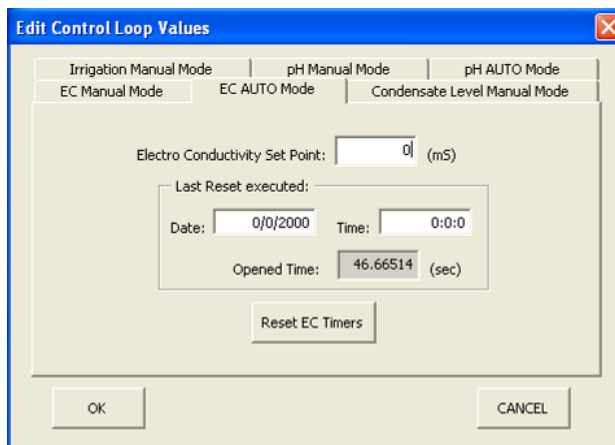 Edit Control Loop Values
Irrigation Manual Mode pH Manual Mode pH AUTO Mode
EC Manual Mode EC AUTO Mode Condensate Level Manual Mode
Electro Conductivity Set Point: 0 (mS)
Last Reset executed:
Date: 0/0/2000 Time: 0:0:0
Opened Time: 46.66514 (sec)
Reset EC Timers
OK CANCEL